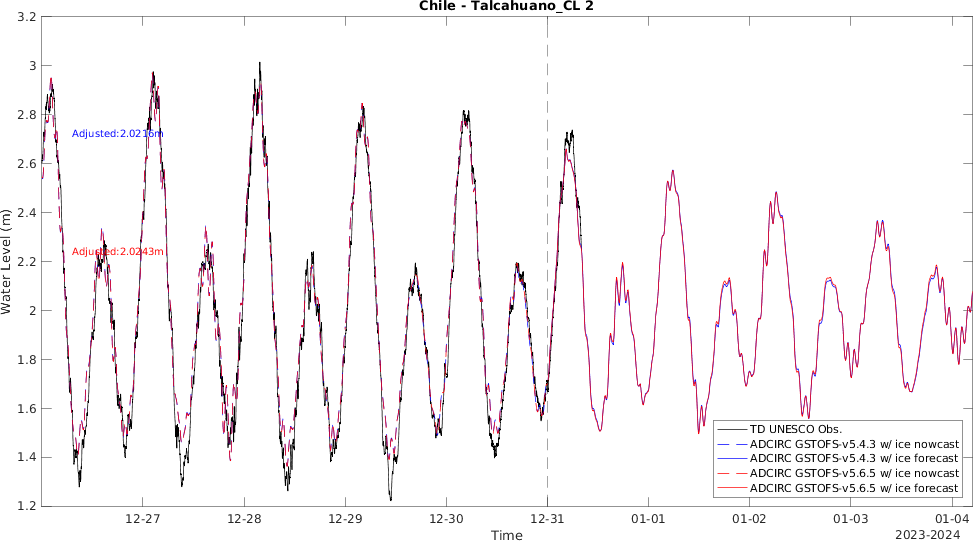 Chile - Talcahuano_CL 2
3.2
3
2.8
2.6
2.4
2.2
2
1.8
1.6
1.4
1.2
Water Level (m)
Adjusted:2.0216m
Adjusted:2.0243m
TD UNESCO Obs.
ADCIRC GSTOFS-v5.4.3 w/ ice nowcast
ADCIRC GSTOFS-v5.4.3 w/ ice forecast
ADCIRC GSTOFS-v5.6.5 w/ ice nowcast
ADCIRC GSTOFS-v5.6.5 w/ ice forecast
12-27 12-28 12-29 12-30 12-31 01-01 01-02 01-03 01-04
Time
2023-2024